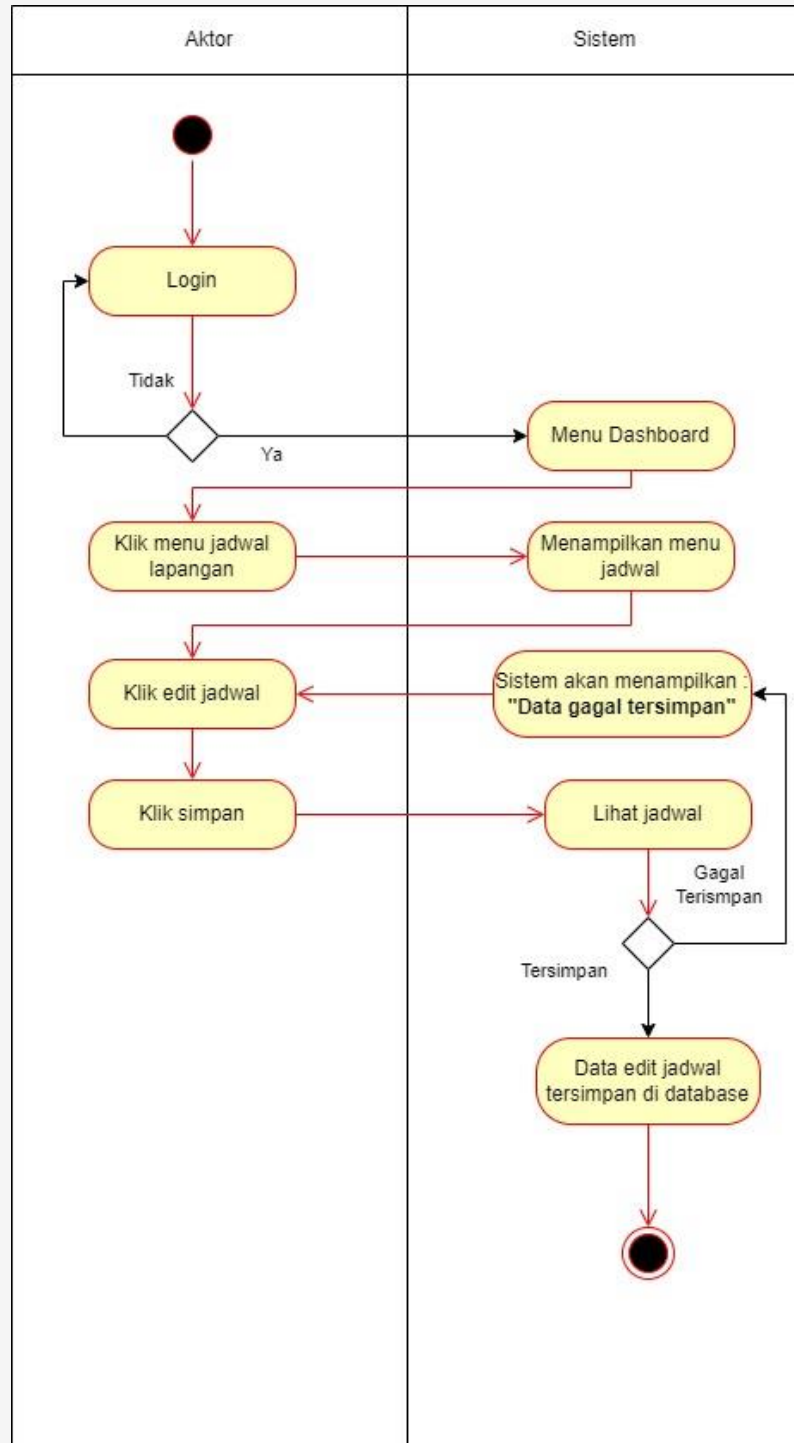 Aktor
Sistem
Login
Tidak
Ya
Menu Dashboard
Klik menu jadwal
lapangan
Menampilkan menu
jadwal
Klik edit jadwal
Sistem akan menampilkan :
"Data gagal tersimpan"
Klik simpan
Lihat jadwal
Gagal
Terismpan
Tersimpan
Data edit jadwal
tersimpan di database